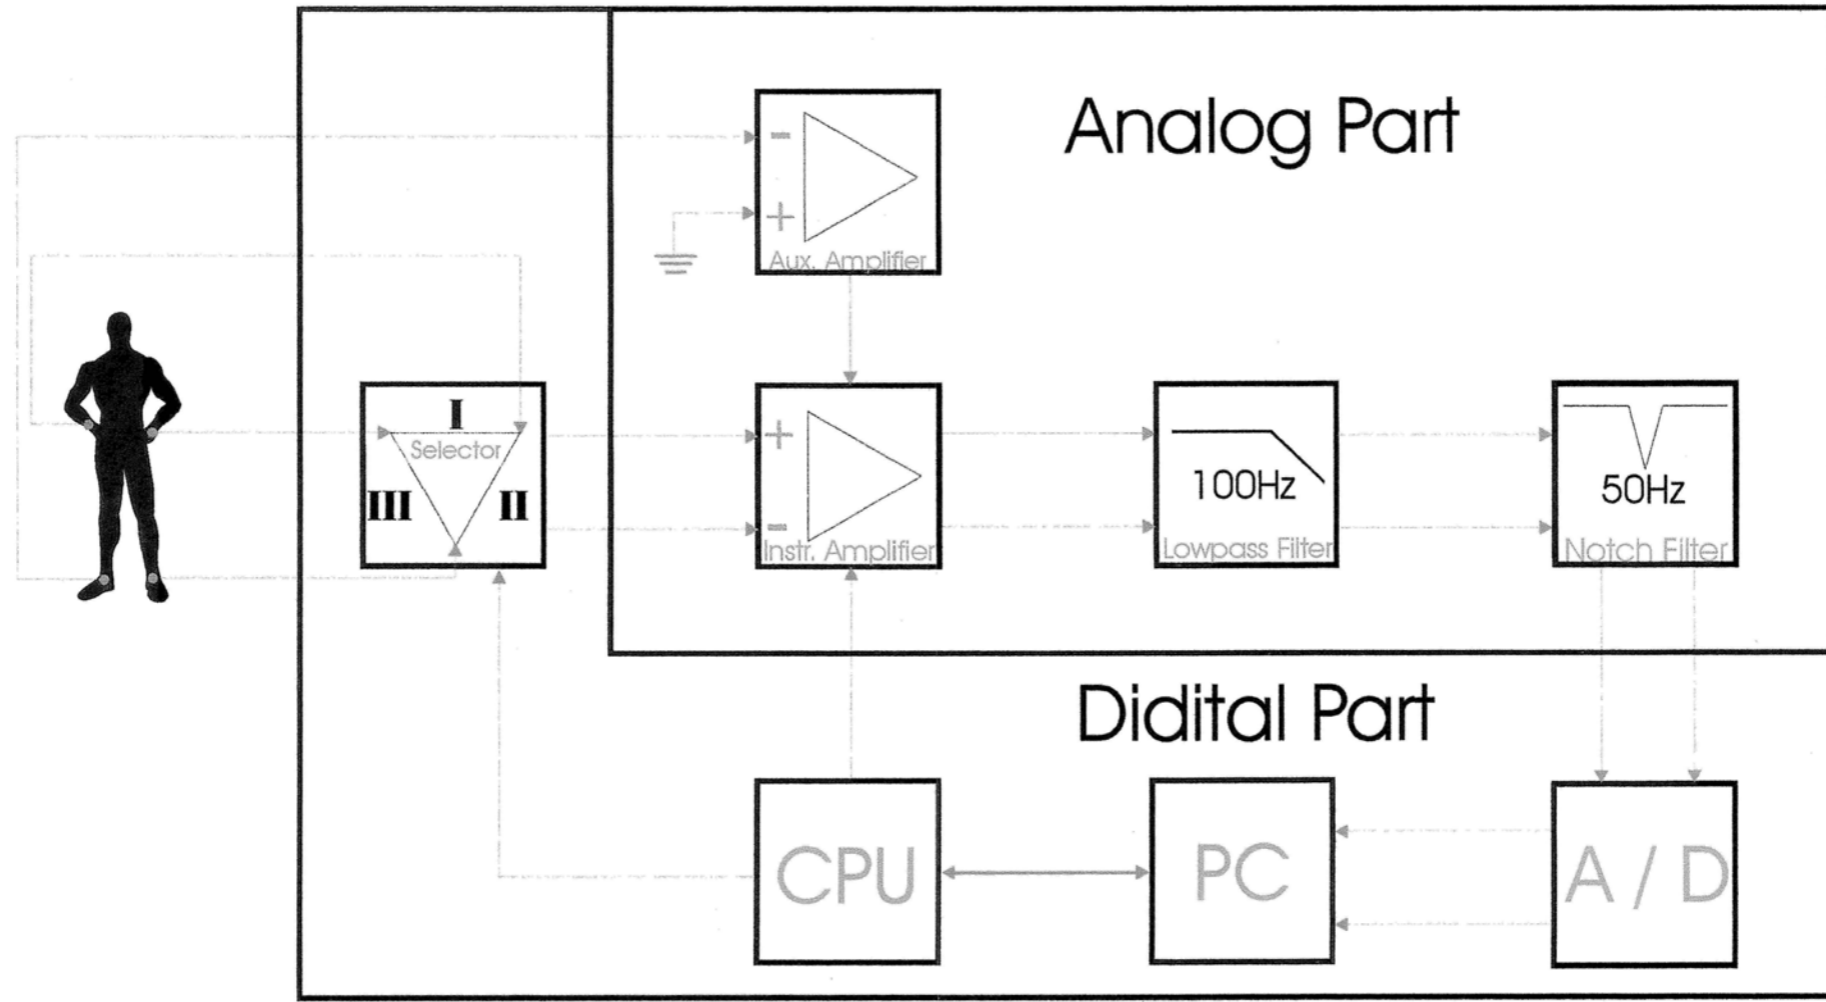 Analog Part
-
+
Aux. Amplifier
I
Selector
III
II
+
-
Instr. Amplifier
100Hz
Lowpass Filter
50Hz
Notch Filter
Didital Part
CPU
PC
A / D